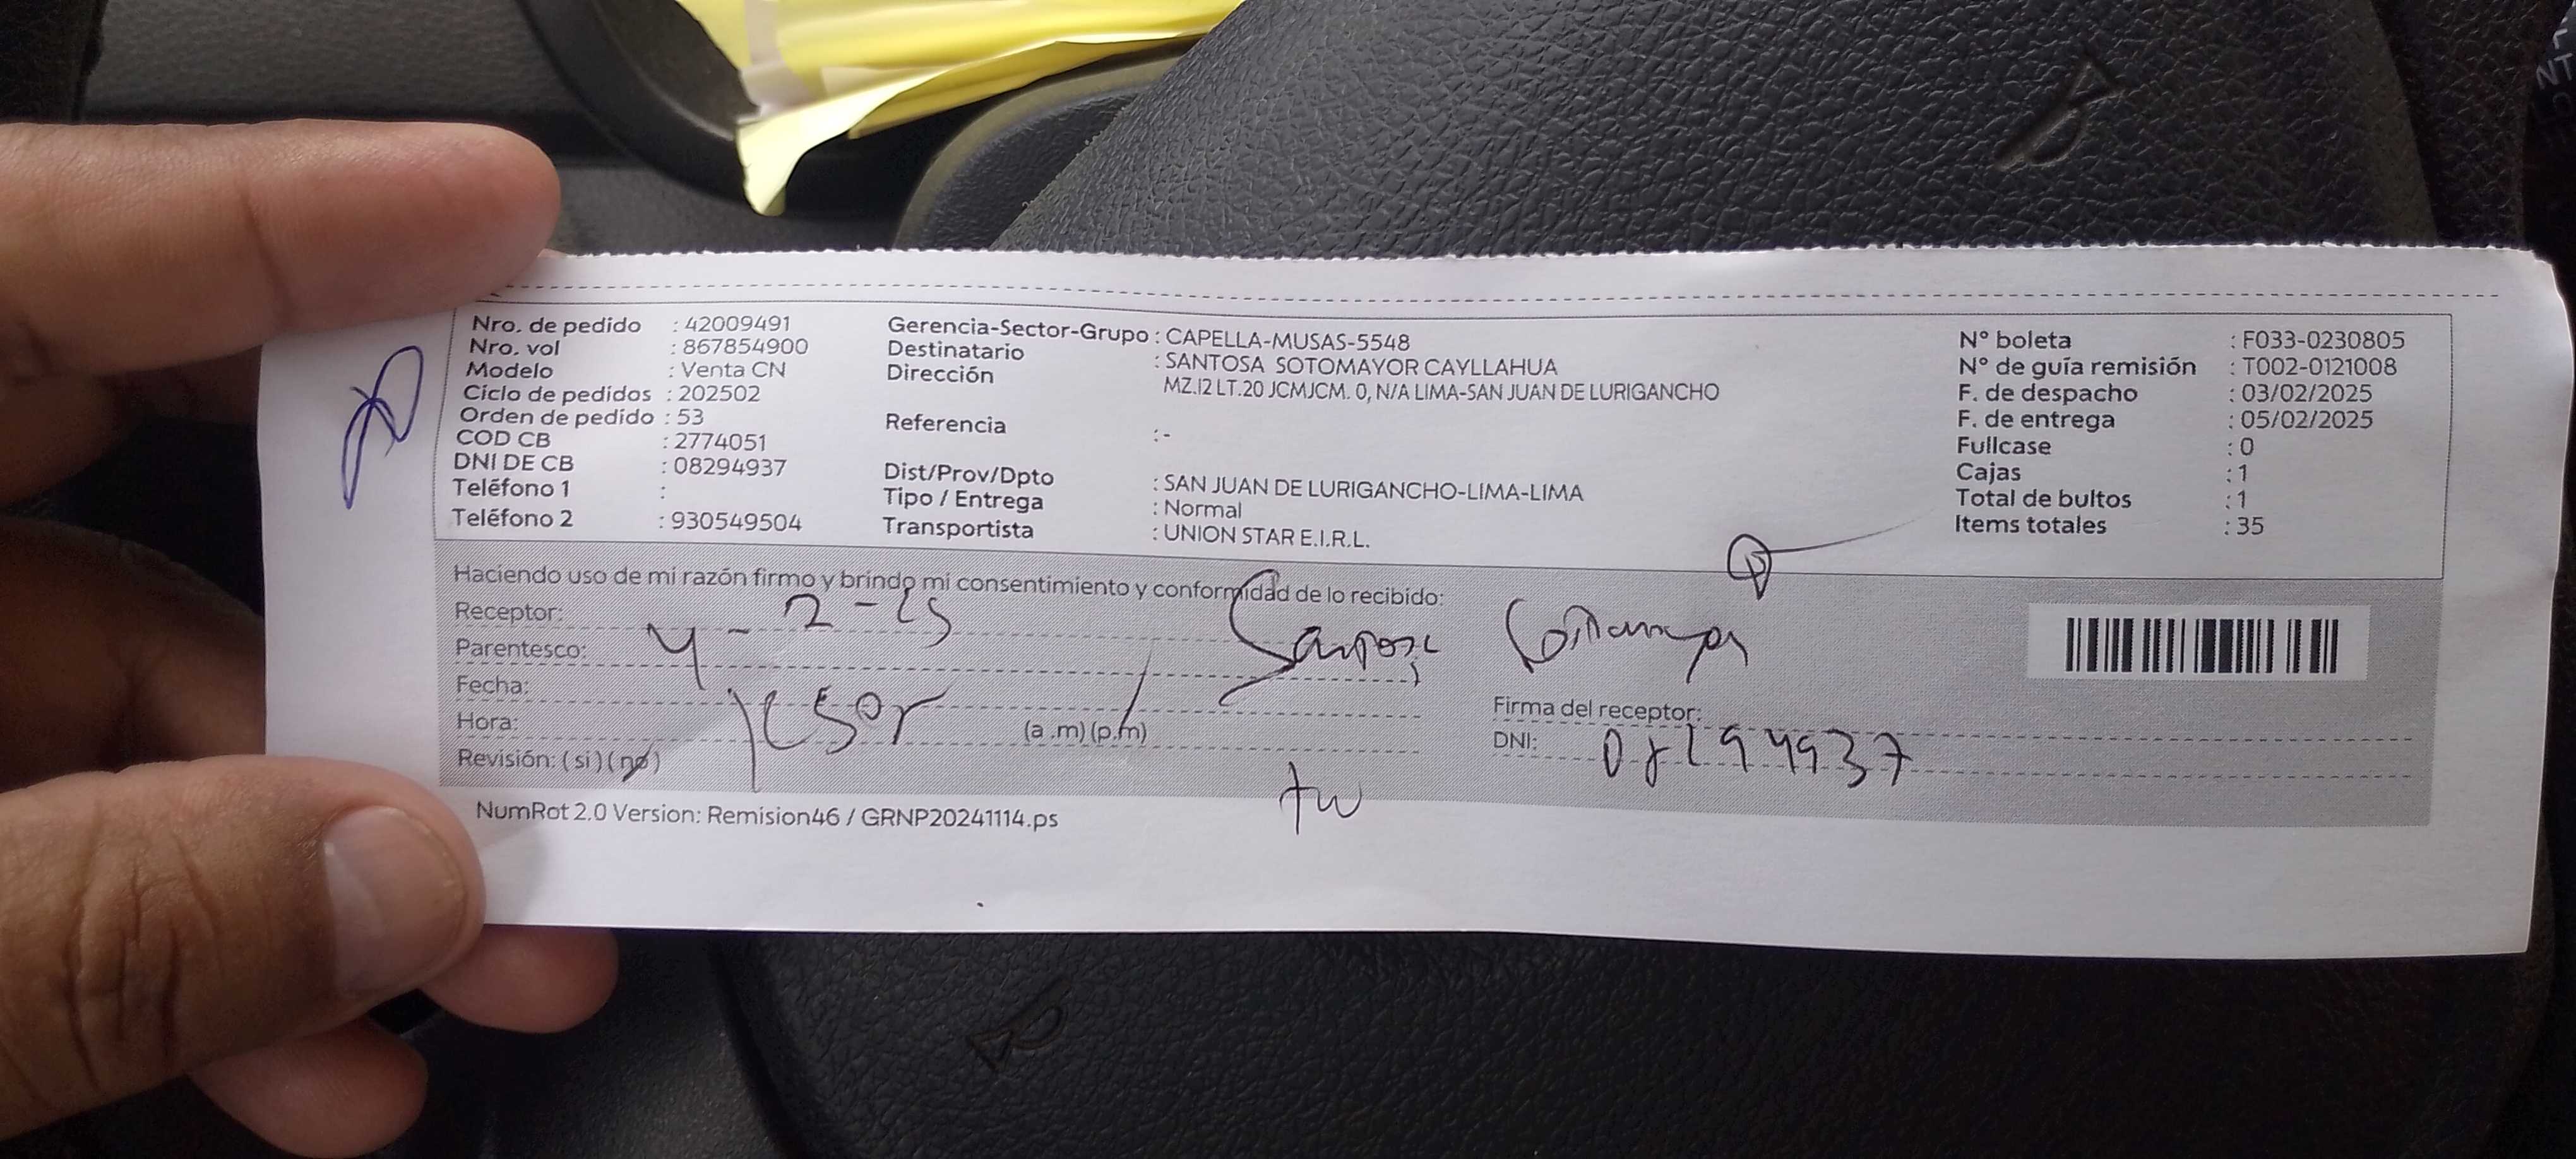 Nro. de pedido : 42009491
Nro. vol : 867854900
Modelo : Venta CN
Ciclo de pedidos : 202502
Orden de pedido : 53
COD CB : 2774051
DNI DE CB : 08294937
Teléfono 1 :
Teléfono 2 : 930549504
Gerencia-Sector-Grupo : CAPELLA-MUSAS-5548
Destinatario : SANTOSA SOTOMAYOR CAYLLAHUA
Dirección MZ.I2 LT.20 JCMJCM. 0, N/A LIMA-SAN JUAN DE LURIGANCHO
Referencia :-
Dist/Prov/Dpto : SAN JUAN DE LURIGANCHO-LIMA-LIMA
Tipo / Entrega : Normal
Transportista : UNION STAR E.I.R.L.
N° boleta : F033-0230805
N° de guía remisión : T002-0121008
F. de despacho : 03/02/2025
F. de entrega : 05/02/2025
Fullcase : 0
Cajas : 1
Total de bultos : 1
Items totales : 35
Haciendo uso de mi razón firmo y brindo mi consentimiento y conformidad de lo recibido:
Receptor:
4-2-25
Parentesco:
Fecha:
Hora: (a .m) (p.m)
Revisión: (si) (no)
Firma del receptor:
DNI: 08294937
NumRot 2.0 Version: Remision46 / GRNP20241114.ps